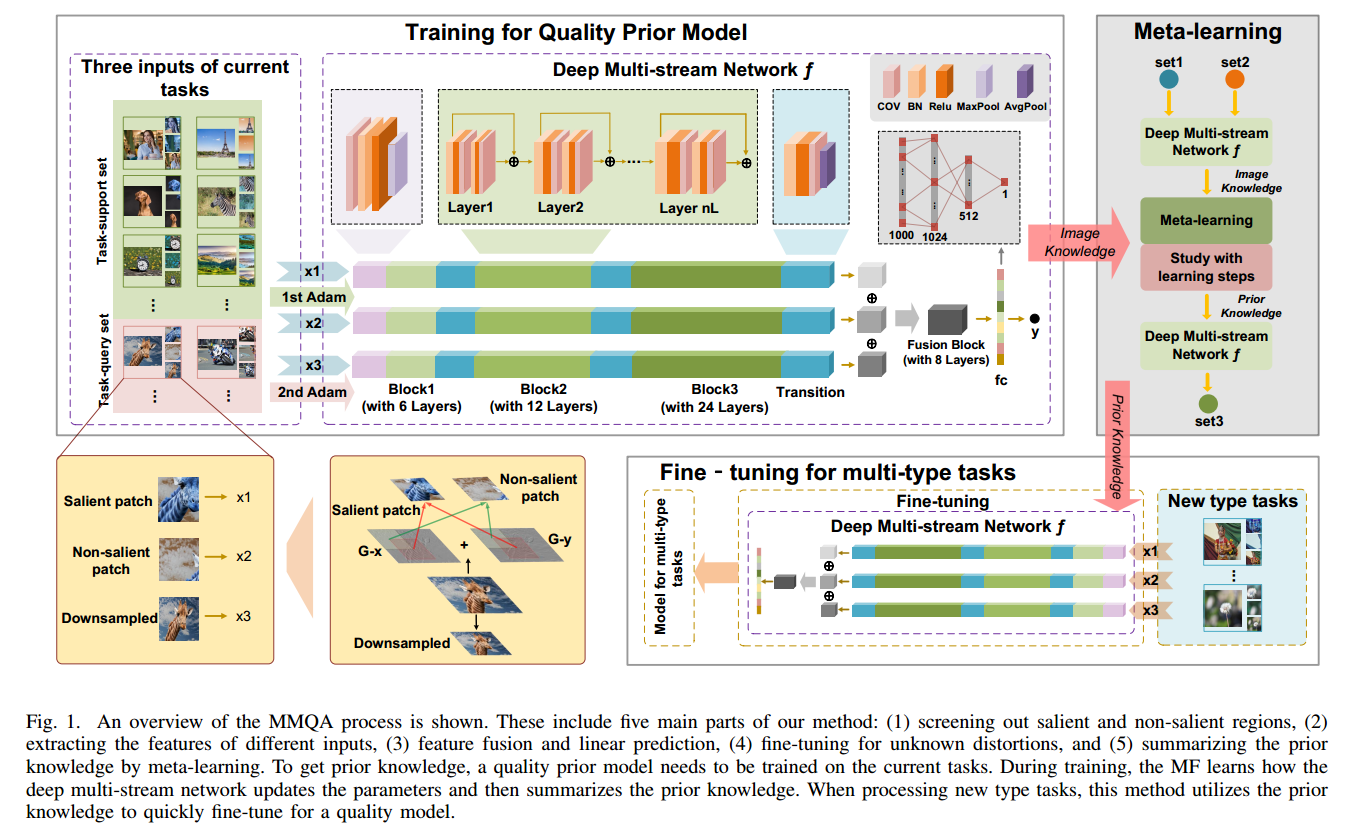 Training for Quality Prior Model
Three inputs of current
tasks
Task-support set
Task-query set
Deep Multi-stream Network ƒ
COV BN Relu MaxPool AvgPool
Layer1
Layer2
Layer nL
1000
1024
512
1
x1
1st Adam
x2
x3
2nd Adam
Block1
(with 6 Layers)
Block2
(with 12 Layers)
Block3
(with 24 Layers)
Transition
Fusion Block
(with 8 Layers)
fc
y
Image
Knowledge
Meta-learning
set1
set2
Deep Multi-stream
Network ƒ
Image
Knowledge
Meta-learning
Study with
learning steps
Prior
Knowledge
Deep Multi-stream
Network ƒ
set3
Prior Knowledge
Salient patch
x1
Non-salient
patch
x2
Downsampled
x3
Non-salient
patch
Salient patch
G-x
+
G-y
Downsampled
Fine - tuning for multi-type tasks
Model for multi-type
tasks
Fine-tuning
Deep Multi-stream Network ƒ
x1
x2
x3
New type tasks
Fig. 1. An overview of the MMQA process is shown. These include five main parts of our method: (1) screening out salient and non-salient regions, (2)
extracting the features of different inputs, (3) feature fusion and linear prediction, (4) fine-tuning for unknown distortions, and (5) summarizing the prior
knowledge by meta-learning. To get prior knowledge, a quality prior model needs to be trained on the current tasks. During training, the MF learns how the
deep multi-stream network updates the parameters and then summarizes the prior knowledge. When processing new type tasks, this method utilizes the prior
knowledge to quickly fine-tune for a quality model.